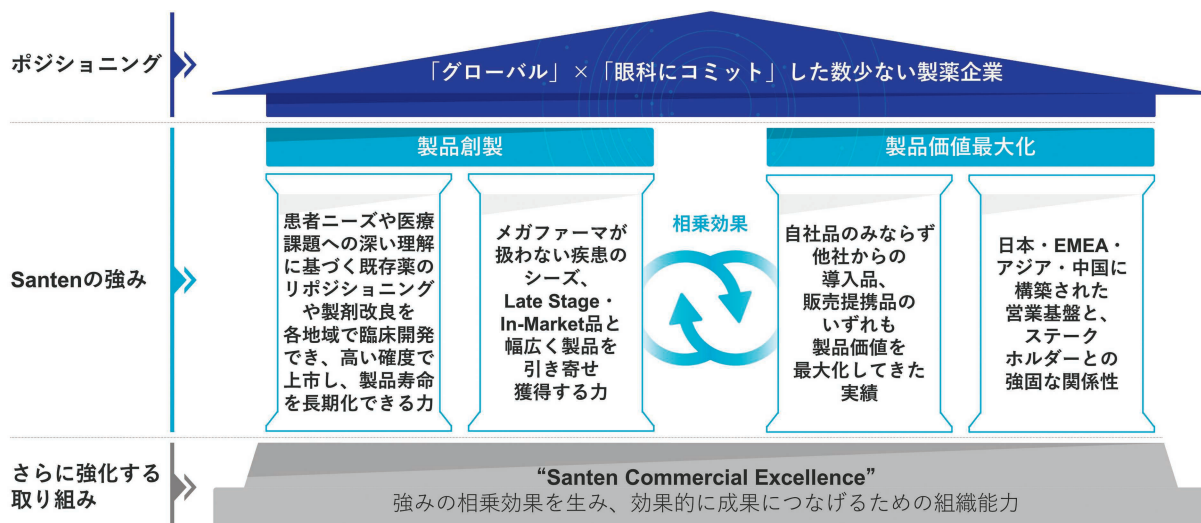 ポジショニング
「グローバル」×「眼科にコミット」した数少ない製薬企業
Santenの強み
製品創製
患者ニーズや医療
課題への深い理解
に基づく既存薬の
リポジショニング
や製剤改良を
各地域で臨床開発
でき、高い確度で
上市し、製品寿命
を長期化できる力
メガファーマが
扱わない疾患の
シーズ、
Late Stage・
In-Market品と
幅広く製品を
引き寄せ
獲得する力
相乗効果
製品価値最大化
自社品のみならず
他社からの
導入品、
販売提携品の
いずれも
製品価値を
最大化してきた
実績
日本・EMEA・
アジア・中国に
構築された
営業基盤と、
ステーク
ホルダーとの
強固な関係性
さらに強化する
取り組み
“Santen Commercial Excellence”
強みの相乗効果を生み、効果的に成果につなげるための組織能力